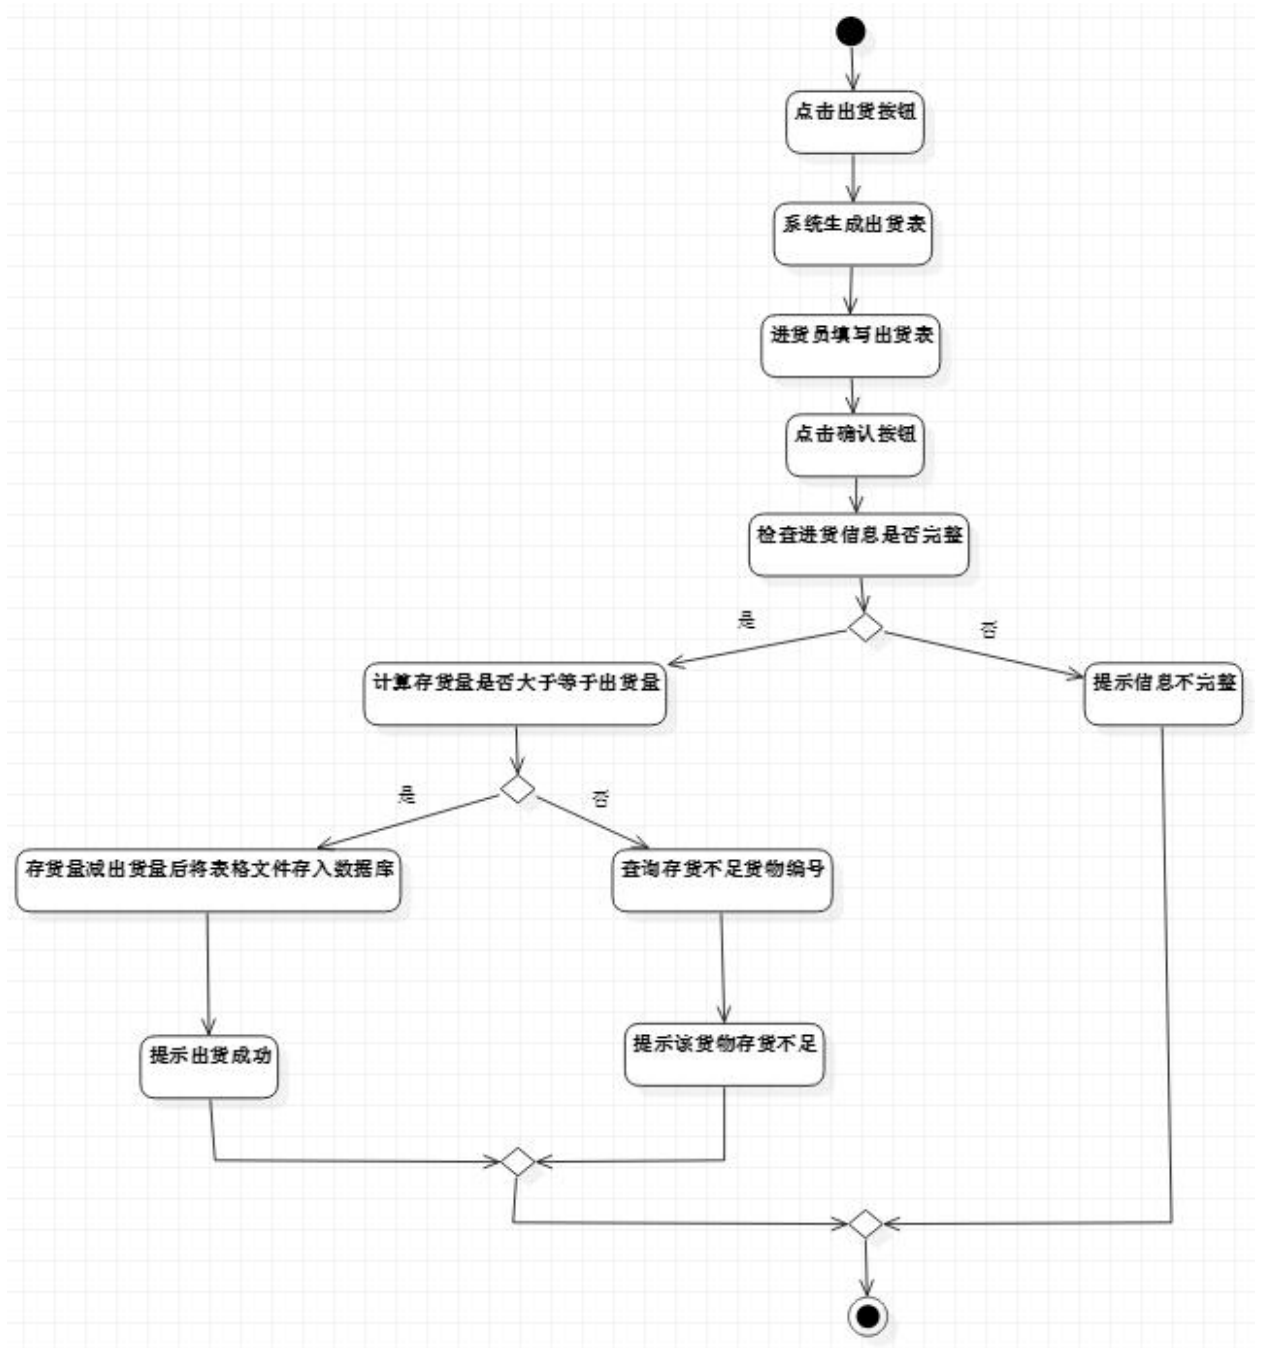 点击出货按钮
系统生成出货表
进货员填写出货表
点击确认按钮
检查进货信息是否完整
是
否
计算存货量是否大于等于出货量
提示信息不完整
是
否
存货量减出货量后将表格文件存入数据库
查询存货不足货物编号
提示出货成功
提示该货物存货不足